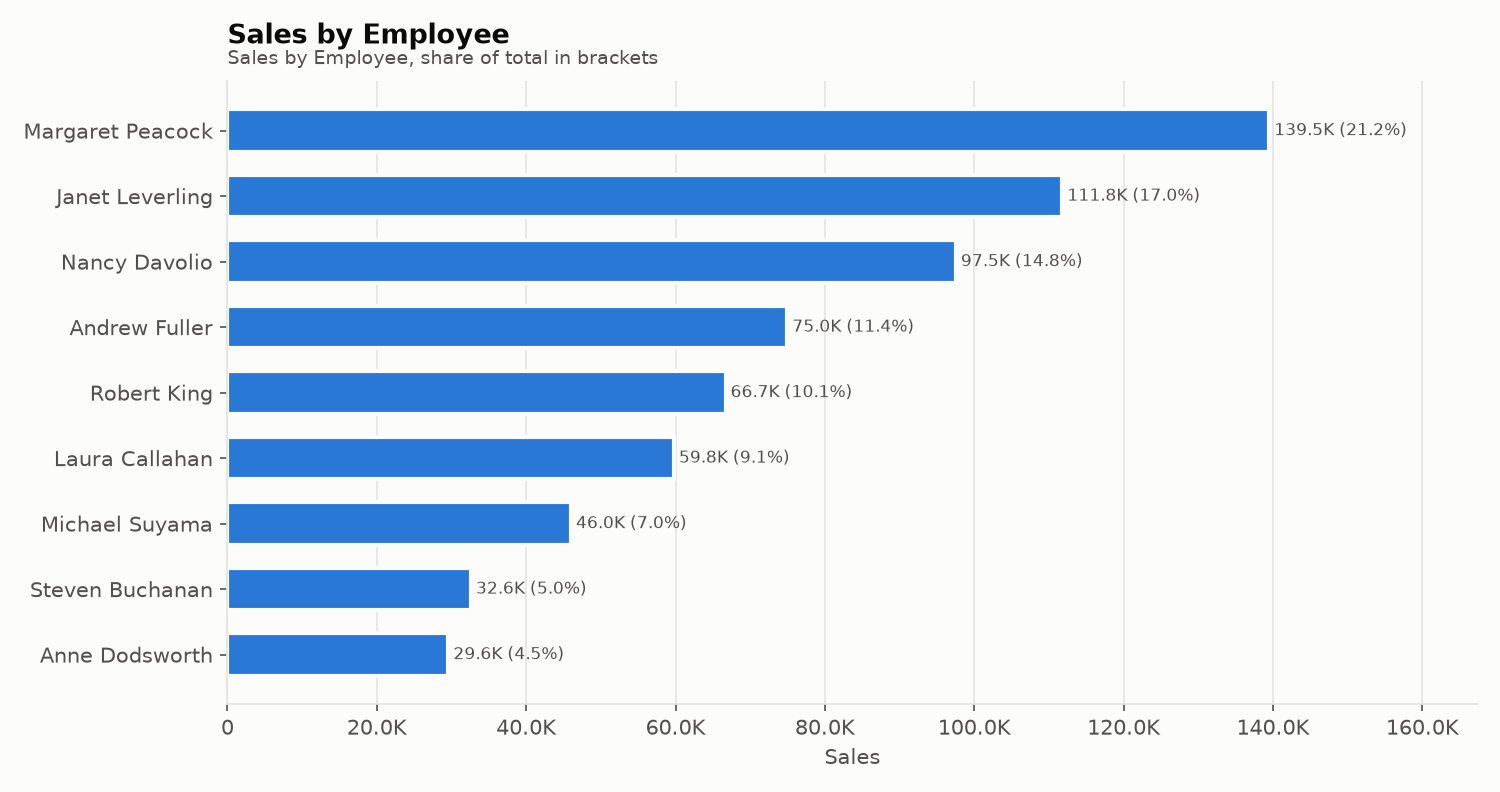 Sales by Employee
Sales by Employee, share of total in brackets
Margaret Peacock 139.5K (21.2%)
Janet Leverling 111.8K (17.0%)
Nancy Davolio 97.5K (14.8%)
Andrew Fuller 75.0K (11.4%)
Robert King 66.7K (10.1%)
Laura Callahan 59.8K (9.1%)
Michael Suyama 46.0K (7.0%)
Steven Buchanan 32.6K (5.0%)
Anne Dodsworth 29.6K (4.5%)
0 20.0K 40.0K 60.0K 80.0K 100.0K 120.0K 140.0K 160.0K
Sales